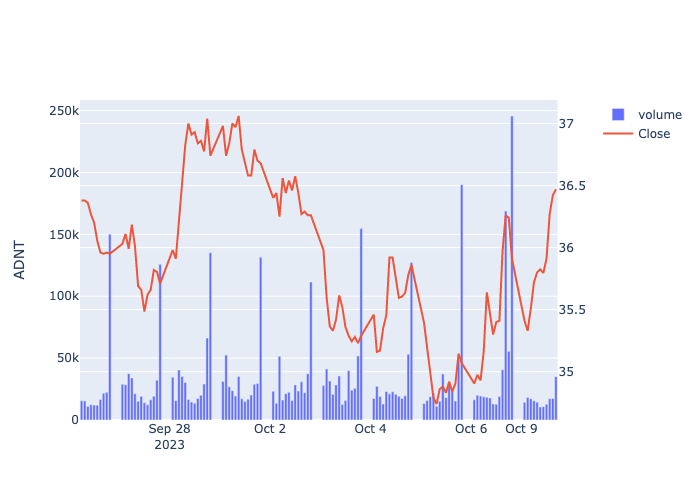 250k
200k
150k
100k
50k
0
ADNT
37
36.5
36
35.5
35
Sep 28
2023
Oct 2
Oct 4
Oct 6
Oct 9
volume
Close